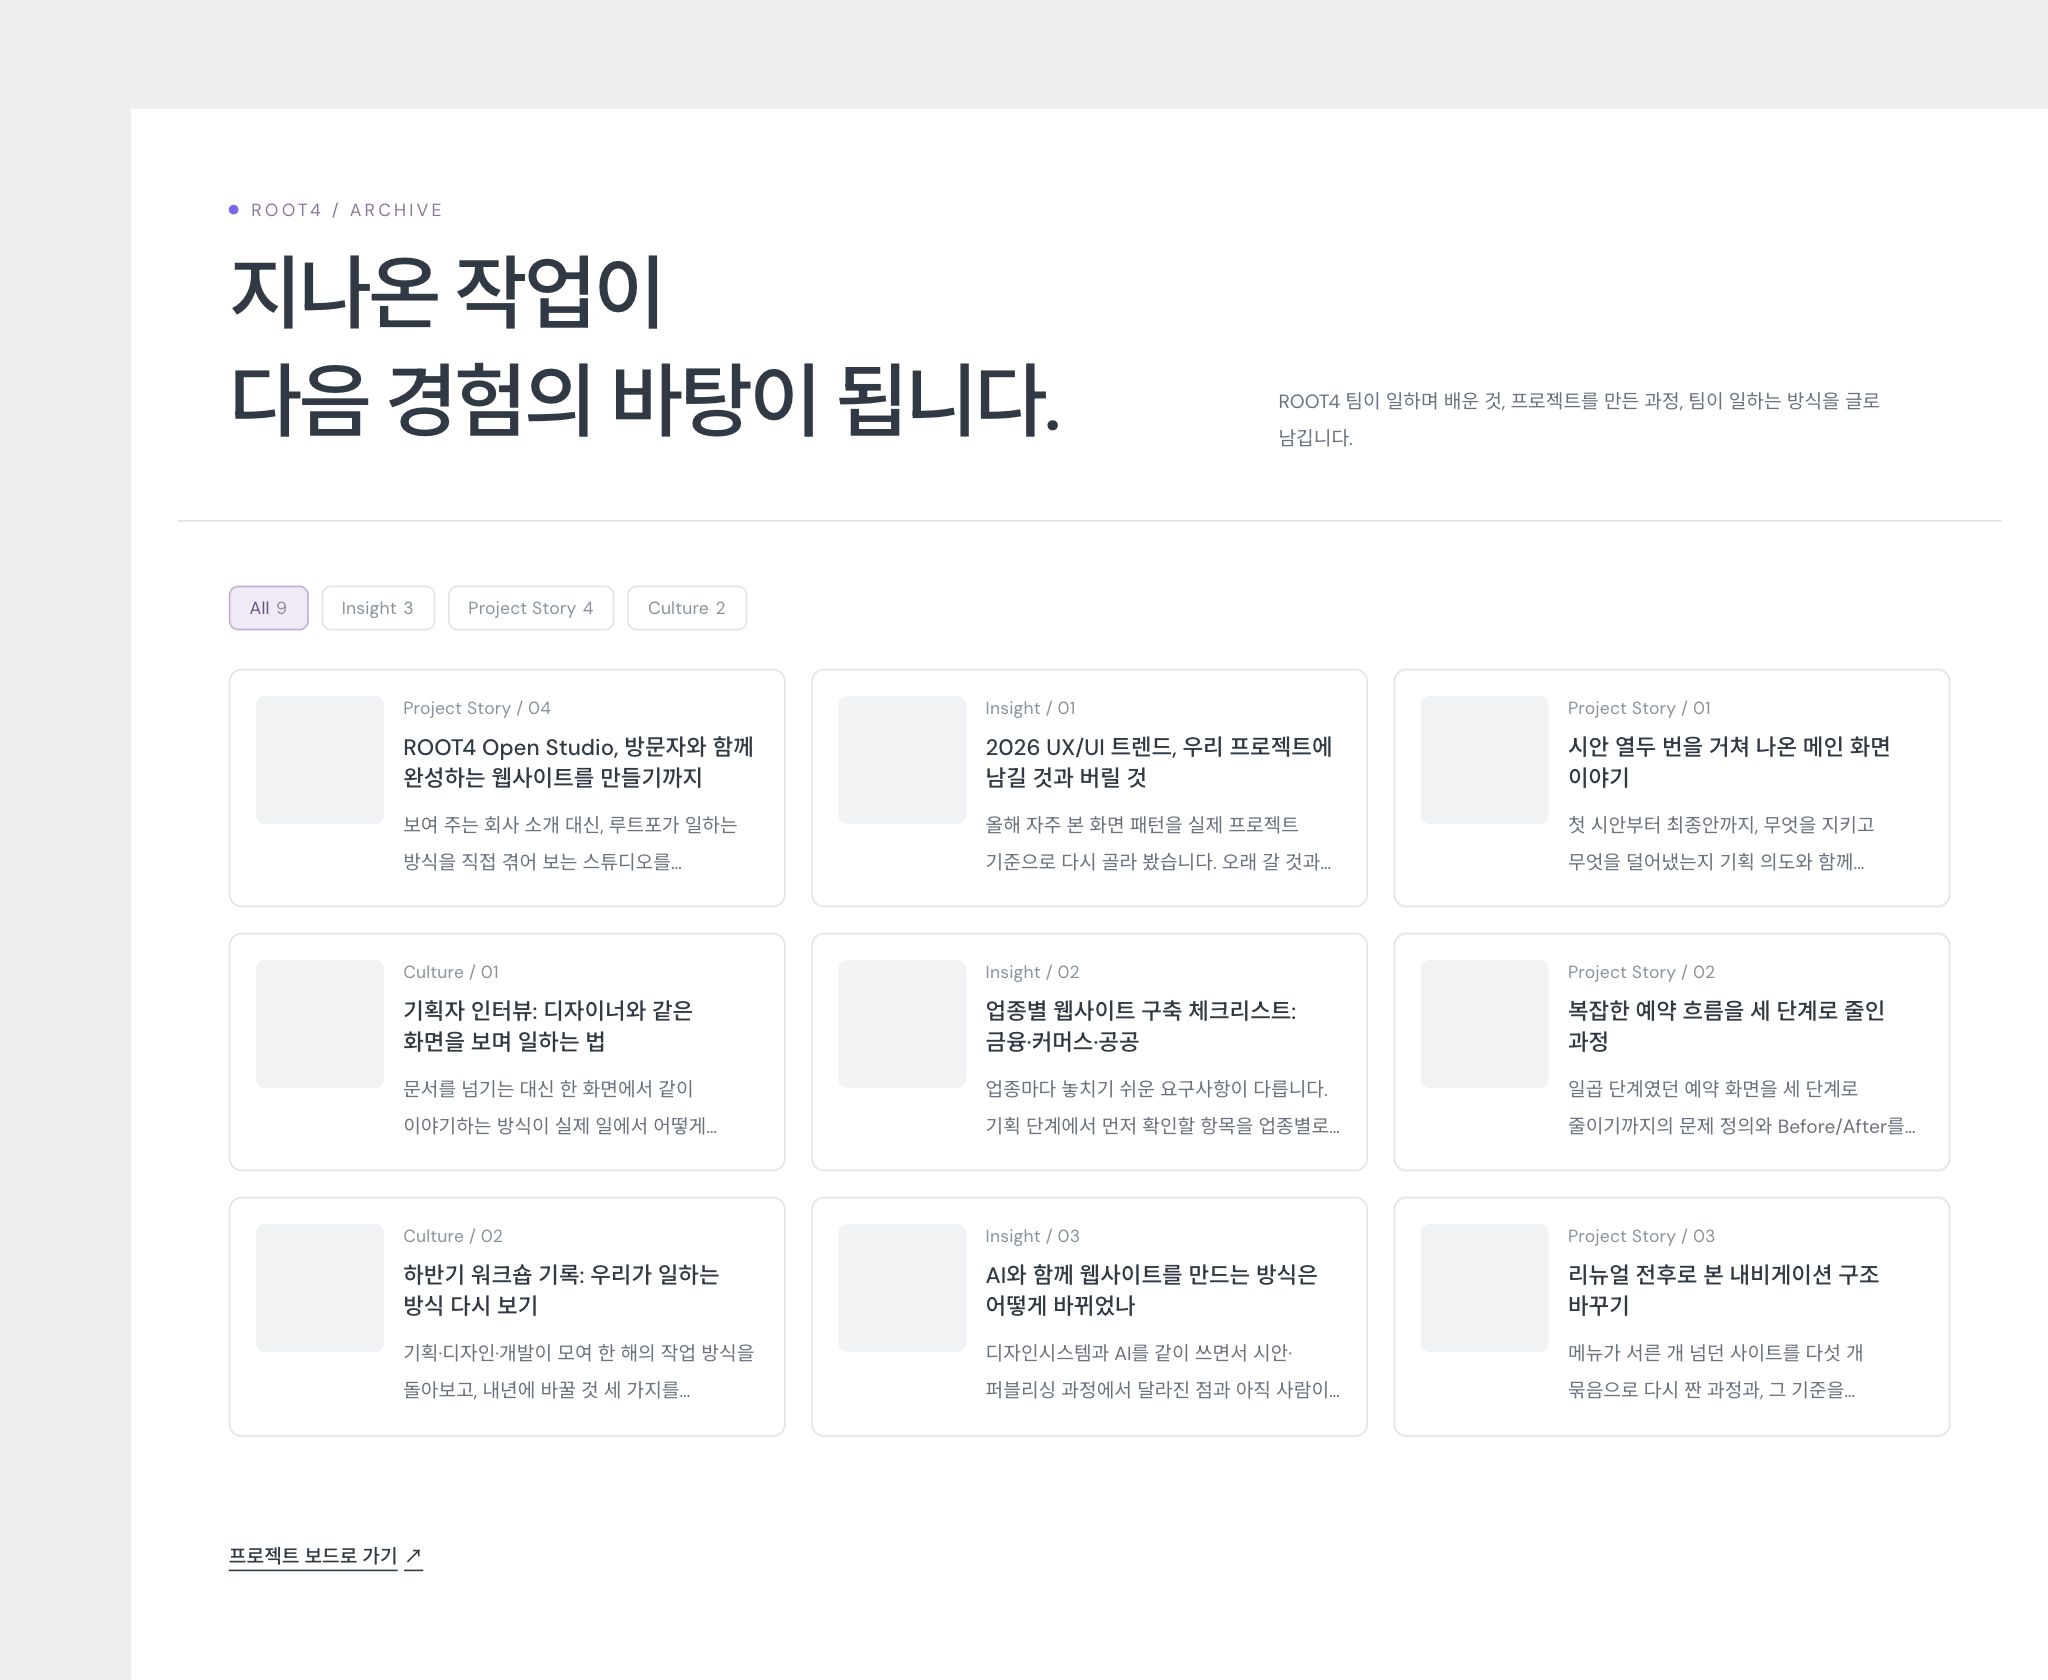 ROOT4 / ARCHIVE
지나온 작업이
다음 경험의 바탕이 됩니다.
ROOT4 팀이 일하며 배운 것, 프로젝트를 만든 과정, 팀이 일하는 방식을 글로
남깁니다.
All 9
Insight 3
Project Story 4
Culture 2
Project Story / 04
ROOT4 Open Studio, 방문자와 함께
완성하는 웹사이트를 만들기까지
보여 주는 회사 소개 대신, 루트포가 일하는
방식을 직접 겪어 보는 스튜디오를...
Insight / 01
2026 UX/UI 트렌드, 우리 프로젝트에
남길 것과 버릴 것
올해 자주 본 화면 패턴을 실제 프로젝트
기준으로 다시 골라 봤습니다. 오래 갈 것과...
Project Story / 01
시안 열두 번을 거쳐 나온 메인 화면
이야기
첫 시안부터 최종안까지, 무엇을 지키고
무엇을 덜어냈는지 기획 의도와 함께...
Culture / 01
기획자 인터뷰: 디자이너와 같은
화면을 보며 일하는 법
문서를 넘기는 대신 한 화면에서 같이
이야기하는 방식이 실제 일에서 어떻게...
Insight / 02
업종별 웹사이트 구축 체크리스트:
금융·커머스·공공
업종마다 놓치기 쉬운 요구사항이 다릅니다.
기획 단계에서 먼저 확인할 항목을 업종별로...
Project Story / 02
복잡한 예약 흐름을 세 단계로 줄인
과정
일곱 단계였던 예약 화면을 세 단계로
줄이기까지의 문제 정의와 Before/After를...
Culture / 02
하반기 워크숍 기록: 우리가 일하는
방식 다시 보기
기획·디자인·개발이 모여 한 해의 작업 방식을
돌아보고, 내년에 바꿀 것 세 가지를...
Insight / 03
AI와 함께 웹사이트를 만드는 방식은
어떻게 바뀌었나
디자인시스템과 AI를 같이 쓰면서 시안·
퍼블리싱 과정에서 달라진 점과 아직 사람이...
Project Story / 03
리뉴얼 전후로 본 내비게이션 구조
바꾸기
메뉴가 서른 개 넘던 사이트를 다섯 개
묶음으로 다시 짠 과정과, 그 기준을...
프로젝트 보드로 가기 ↗